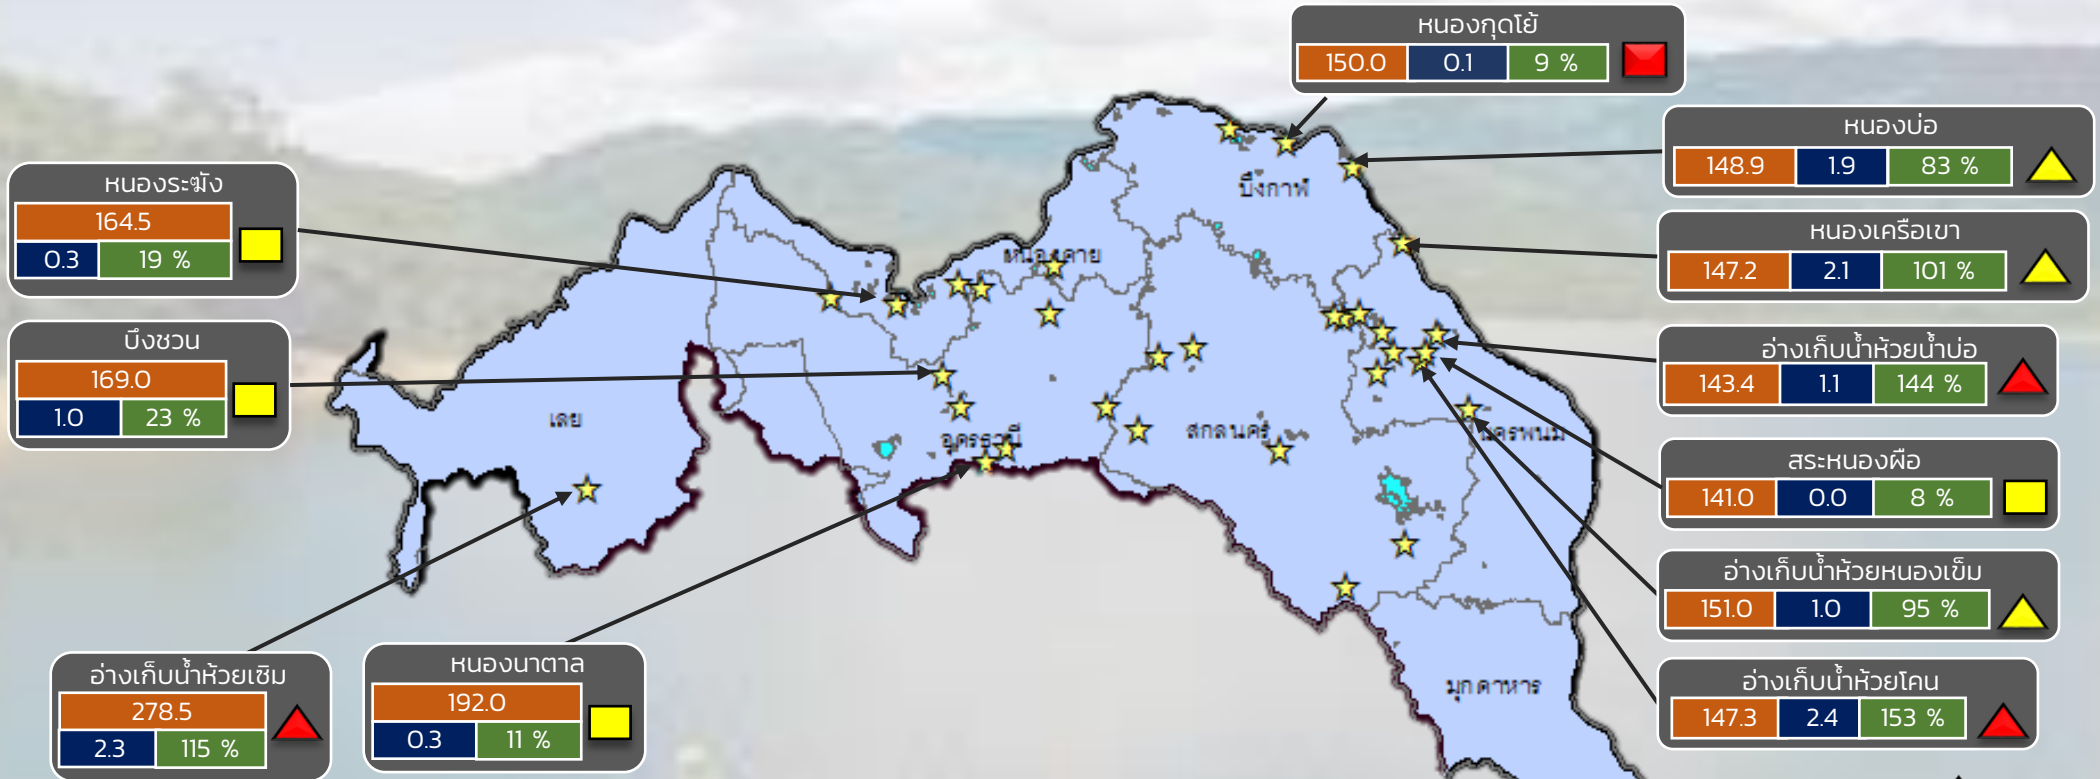 หนองกุดโย้
150.0 0.1 9 %
หนองบ่อ
148.9 1.9 83 %
หนองระฆัง
164.5
0.3 19 %
บึงกาฬ
หนองเครือเขา
147.2 2.1 101 %
หนองคาย
บึงชวน
169.0
1.0 23 %
อ่างเก็บน้ำห้วยน้ำบ่อ
143.4 1.1 144 %
เลย
อุดรธานี
สกลนคร
นครพนม
สระหนองผือ
141.0 0.0 8 %
อ่างเก็บน้ำห้วยหนองเข็ม
151.0 1.0 95 %
อ่างเก็บน้ำห้วยเซิม
278.5
2.3 115 %
หนองนาตาล
192.0
0.3 11 %
มุกดาหาร
อ่างเก็บน้ำห้วยโคน
147.3 2.4 153 %